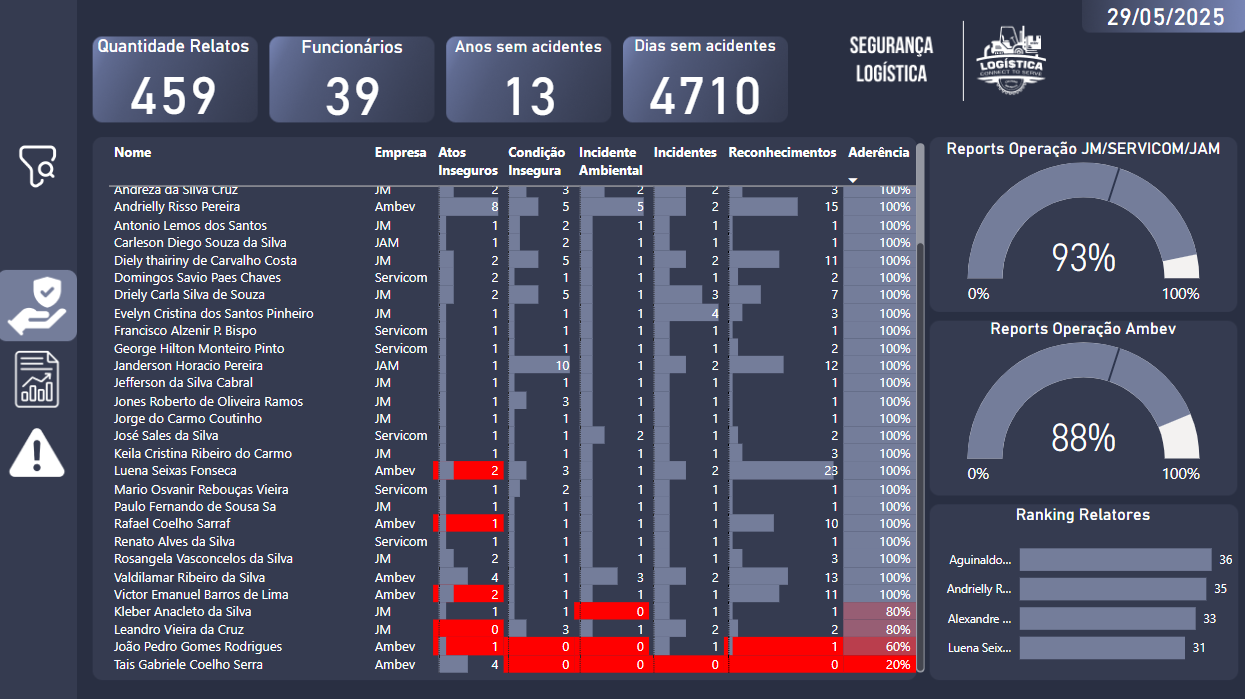 29/05/2025
Quantidade Relatos
459
Funcionários
39
Anos sem acidentes
13
Dias sem acidentes
4710
SEGURANÇA
LOGÍSTICA
LOGÍSTICA
CONNECT TO SERVE
Nome Empresa Atos Inseguros Condição Insegura Incidente Ambiental Incidentes Reconhecimentos Aderência
Andreza da Silva Cruz JM 2 3 2 2 3 100%
Andrielly Risso Pereira Ambev 8 5 5 2 15 100%
Antonio Lemos dos Santos JM 1 2 1 1 1 100%
Carleson Diego Souza da Silva JAM 1 2 1 1 1 100%
Diely thairiny de Carvalho Costa JM 2 5 1 2 11 100%
Domingos Savio Paes Chaves Servicom 2 1 1 1 2 100%
Driely Carla Silva de Souza JM 2 5 1 3 7 100%
Evelyn Cristina dos Santos Pinheiro JM 1 1 1 4 3 100%
Francisco Alzenir P. Bispo Servicom 1 1 1 1 1 100%
George Hilton Monteiro Pinto Servicom 1 1 1 1 2 100%
Janderson Horacio Pereira JAM 1 10 1 2 12 100%
Jefferson da Silva Cabral JM 1 1 1 1 1 100%
Jones Roberto de Oliveira Ramos JM 1 3 1 1 1 100%
Jorge do Carmo Coutinho JM 1 1 1 1 1 100%
José Sales da Silva Servicom 1 1 2 1 2 100%
Keila Cristina Ribeiro do Carmo JM 1 1 1 1 3 100%
Luena Seixas Fonseca Ambev 2 3 1 2 23 100%
Mario Osvanir Rebouças Vieira Servicom 1 2 1 1 1 100%
Paulo Fernando de Sousa Sa JM 1 1 1 1 1 100%
Rafael Coelho Sarraf Ambev 1 1 1 1 10 100%
Renato Alves da Silva Servicom 1 1 1 1 1 100%
Rosangela Vasconcelos da Silva JM 2 1 1 1 3 100%
Valdilamar Ribeiro da Silva Ambev 4 1 3 2 13 100%
Victor Emanuel Barros de Lima Ambev 2 1 1 1 11 100%
Kleber Anacleto da Silva JM 1 1 0 1 1 80%
Leandro Vieira da Cruz JM 0 3 1 2 2 80%
João Pedro Gomes Rodrigues Ambev 1 0 0 1 1 60%
Tais Gabriele Coelho Serra Ambev 4 0 0 0 0 20%
Reports Operação JM/SERVICOM/JAM
93%
0% 100%
Reports Operação Ambev
88%
0% 100%
Ranking Relatores
Aguinaldo... 36
Andrielly R... 35
Alexandre ... 33
Luena Seix... 31